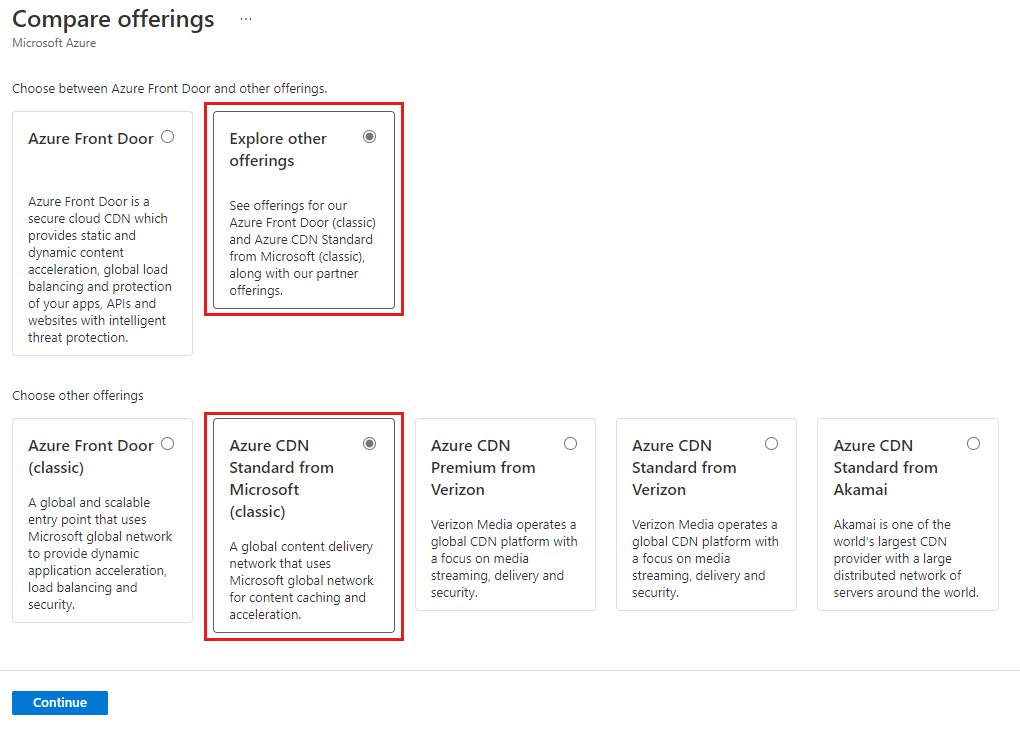 Compare offerings ...
Microsoft Azure
Choose between Azure Front Door and other offerings.
Azure Front Door
Azure Front Door is a
secure cloud CDN which
provides static and
dynamic content
acceleration, global load
balancing and protection
of your apps, APIs and
websites with intelligent
threat protection.
Explore other
offerings
See offerings for our
Azure Front Door (classic)
and Azure CDN Standard
from Microsoft (classic),
along with our partner
offerings.
Choose other offerings
Azure Front Door
(classic)
A global and scalable
entry point that uses
Microsoft global network
to provide dynamic
application acceleration,
load balancing and
security.
Azure CDN
Standard from
Microsoft
(classic)
A global content delivery
network that uses
Microsoft global network
for content caching and
acceleration.
Azure CDN
Premium from
Verizon
Verizon Media operates a
global CDN platform with
a focus on media
streaming, delivery and
security.
Azure CDN
Standard from
Verizon
Verizon Media operates a
global CDN platform with
a focus on media
streaming, delivery and
security.
Azure CDN
Standard from
Akamai
Akamai is one of the
world's largest CDN
provider with a large
distributed network of
servers around the world.
Continue